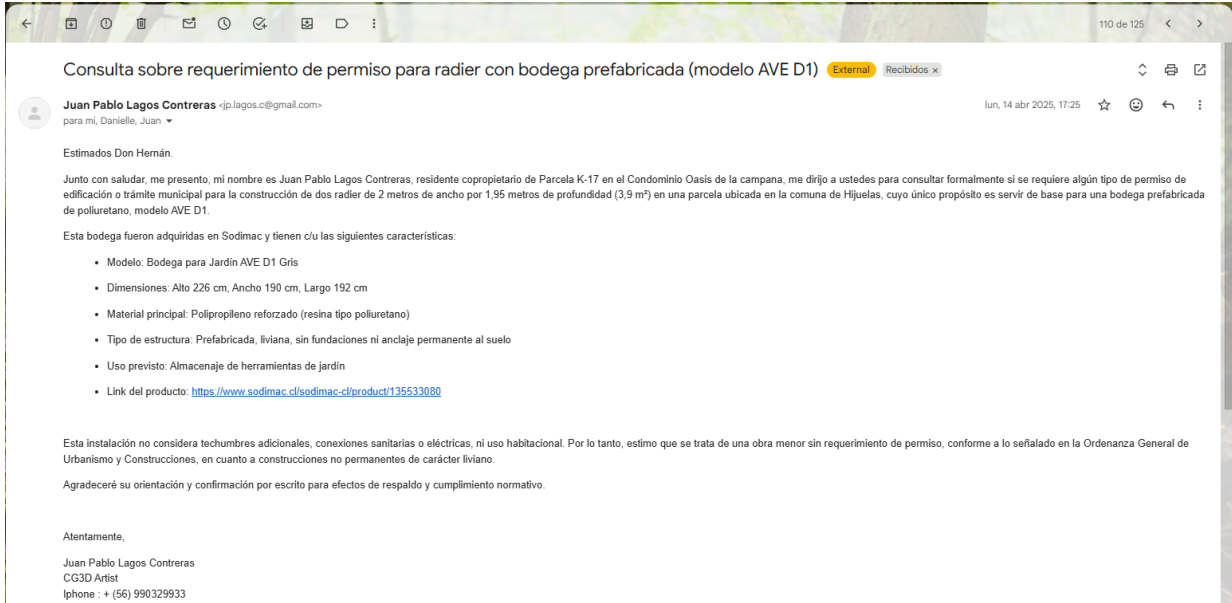 110 de 125
Consulta sobre requerimiento de permiso para radier con bodega prefabricada (modelo AVE D1) External Recibidos ×
Juan Pablo Lagos Contreras <jp.lagos.c@gmail.com> lun, 14 abr 2025, 17:25
para mí, Danielle, Juan
Estimados Don Hernán.
Junto con saludar, me presento, mi nombre es Juan Pablo Lagos Contreras, residente copropietario de Parcela K-17 en el Condominio Oasis de la campana, me dirijo a ustedes para consultar formalmente si se requiere algún tipo de permiso de
edificación o trámite municipal para la construcción de dos radier de 2 metros de ancho por 1,95 metros de profundidad (3,9 m²) en una parcela ubicada en la comuna de Hijuelas, cuyo único propósito es servir de base para una bodega prefabricada
de poliuretano, modelo AVE D1.
Esta bodega fueron adquiridas en Sodimac y tienen c/u las siguientes características:
• Modelo: Bodega para Jardín AVE D1 Gris
• Dimensiones: Alto 226 cm, Ancho 190 cm, Largo 192 cm
• Material principal: Polipropileno reforzado (resina tipo poliuretano)
• Tipo de estructura: Prefabricada, liviana, sin fundaciones ni anclaje permanente al suelo
• Uso previsto: Almacenaje de herramientas de jardín
• Link del producto: https://www.sodimac.cl/sodimac-cl/product/135533080
Esta instalación no considera techumbres adicionales, conexiones sanitarias o eléctricas, ni uso habitacional. Por lo tanto, estimo que se trata de una obra menor sin requerimiento de permiso, conforme a lo señalado en la Ordenanza General de
Urbanismo y Construcciones, en cuanto a construcciones no permanentes de carácter liviano.
Agradeceré su orientación y confirmación por escrito para efectos de respaldo y cumplimiento normativo.
Atentamente,
Juan Pablo Lagos Contreras
CG3D Artist
Iphone : + (56) 990329933